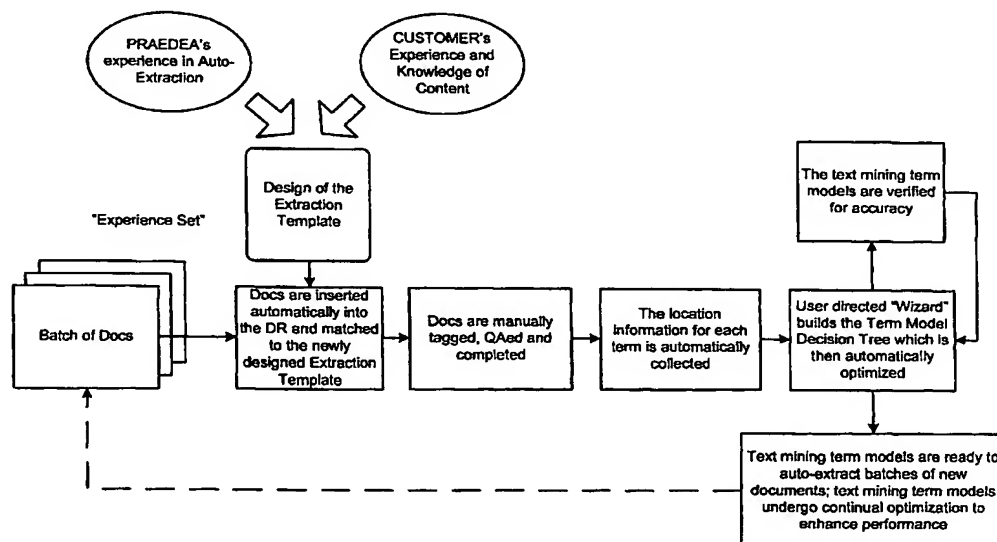 PRAEDEA's
experience in Auto-
Extraction
CUSTOMER's
Experience and
Knowledge of
Content
Design of the
Extraction
Template
The text mining term
models are verified
for accuracy
"Experience Set"
Batch of Docs
Docs are inserted
automatically into
the DR and matched
to the newly
designed Extraction
Template
Docs are manually
tagged, QAed and
completed
The location
information for each
term is automatically
collected
User directed "Wizard"
builds the Term Model
Decision Tree which is
then automatically
optimized
Text mining term models are ready to
auto-extract batches of new
documents; text mining term models
undergo continual optimization to
enhance performance